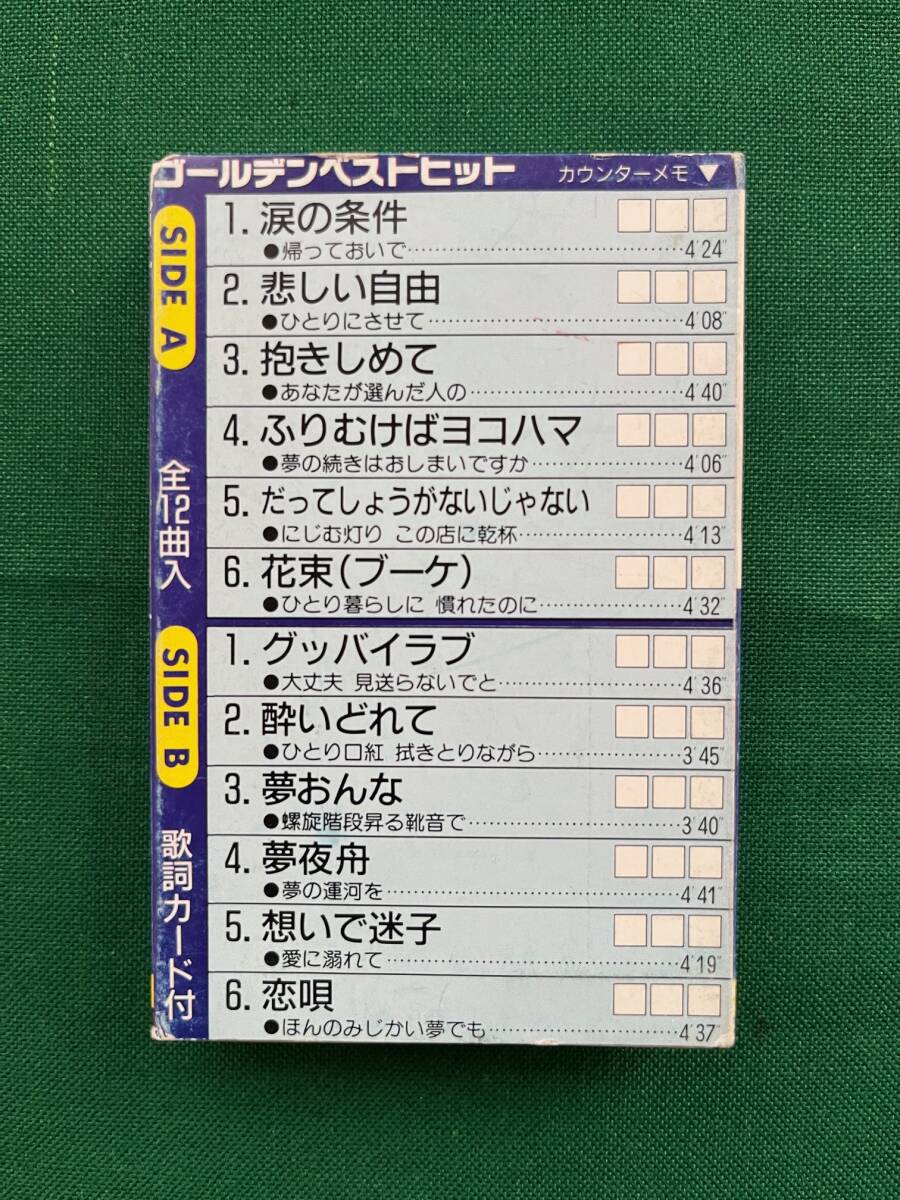 ゴールデンベストヒット カウンターメモ ▼
SIDE A
1. 涙の条件
●帰っておいで…………4'24"
2. 悲しい自由
●ひとりにさせて…………4'08"
3. 抱きしめて
●あなたが選んだ人の…………4'40"
4. ふりむけばヨコハマ
●夢の続きはおしまいですか…………4'06"
5. だってしょうがないじゃない
●にじむ灯り この店に乾杯…………4'13"
6. 花束(ブーケ)
●ひとり暮らしに 慣れたのに…………4'32"
全12曲入
SIDE B
1. グッバイラブ
●大丈夫 見送らないでと…………4'36"
2. 酔いどれて
●ひとり口紅 拭きとりながら…………3'45"
3. 夢おんな
●螺旋階段昇る靴音で…………3'40"
4. 夢夜舟
●夢の運河を…………4'41"
5. 想いで迷子
●愛に溺れて…………4'19"
6. 恋唄
●ほんのみじかい夢でも…………4'37"
歌詞カード付